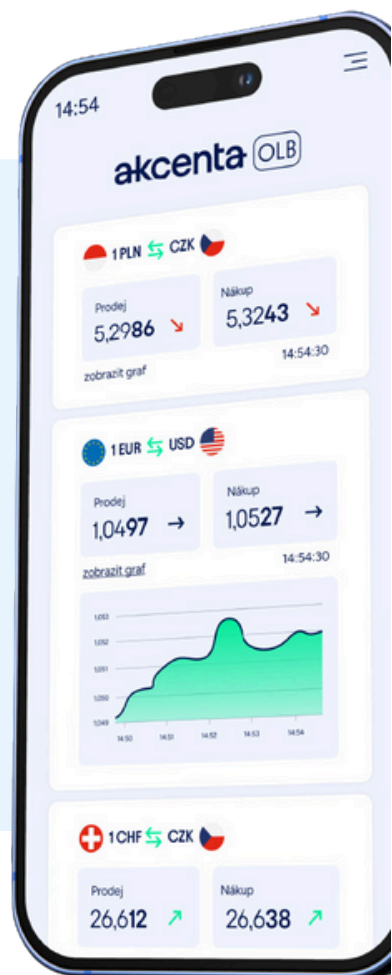 14:54
akcenta OLB
1 PLN CZK
Prodej Nákup
5,2986 5,3243
zobrazit graf 14:54:30
1 EUR USD
Prodej Nákup
1,0497 1,0527
zobrazit graf 14:54:30
1,053
1,052
1,051
1,050
1,049
14:50 14:51 14:52 14:53 14:54
1 CHF CZK
Prodej Nákup
26,612 26,638